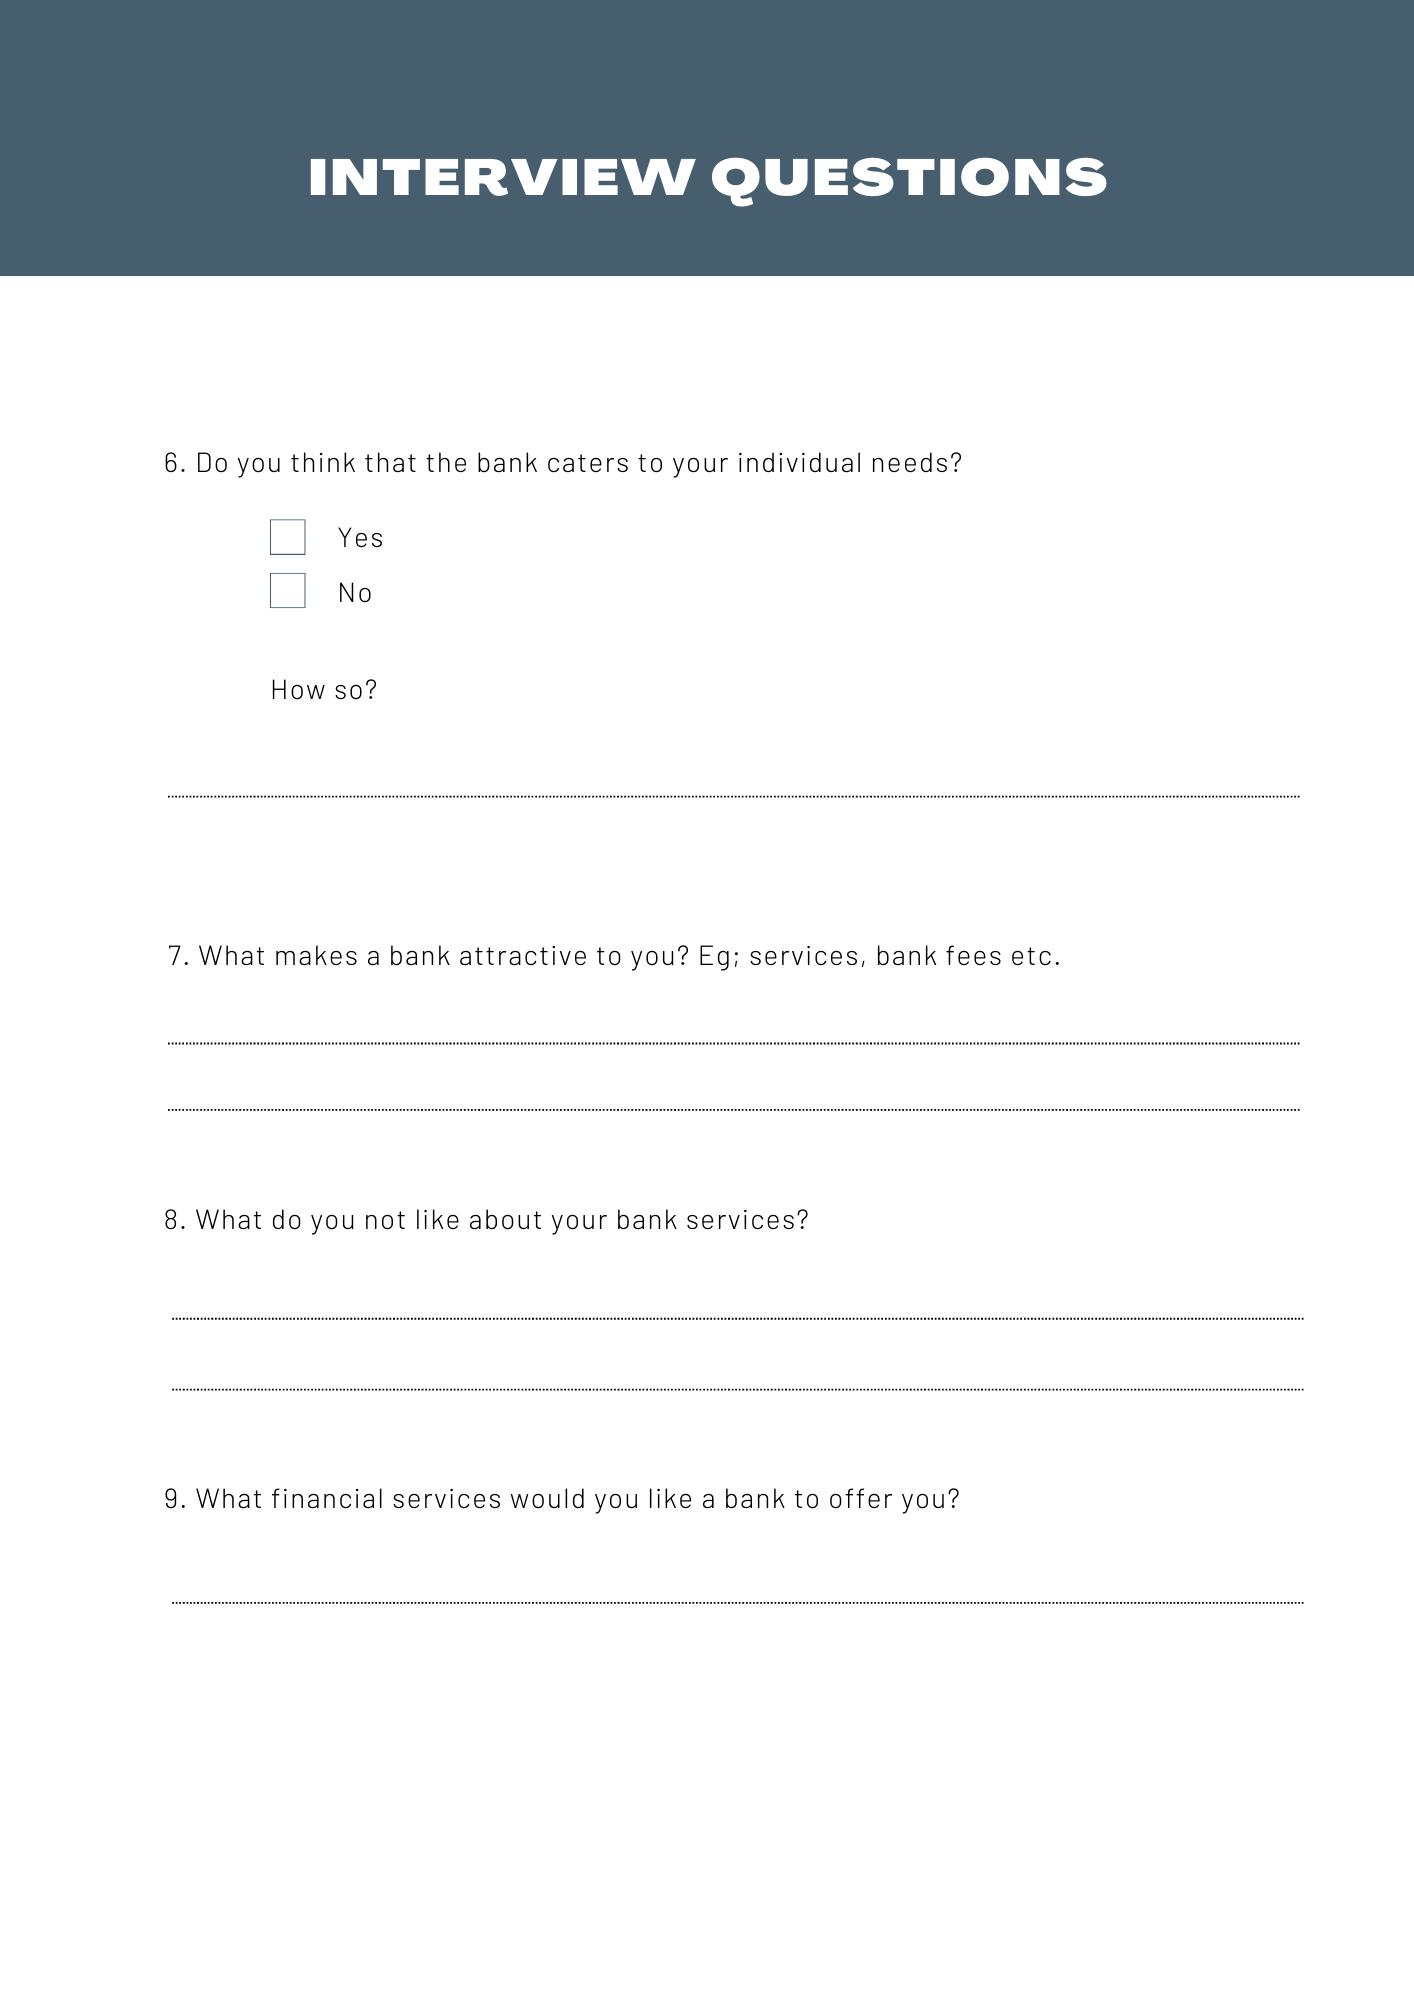 INTERVIEW QUESTIONS
6. Do you think that the bank caters to your individual needs?
Yes
No
How so?
7. What makes a bank attractive to you? Eg; services, bank fees etc.
8. What do you not like about your bank services?
9. What financial services would you like a bank to offer you?